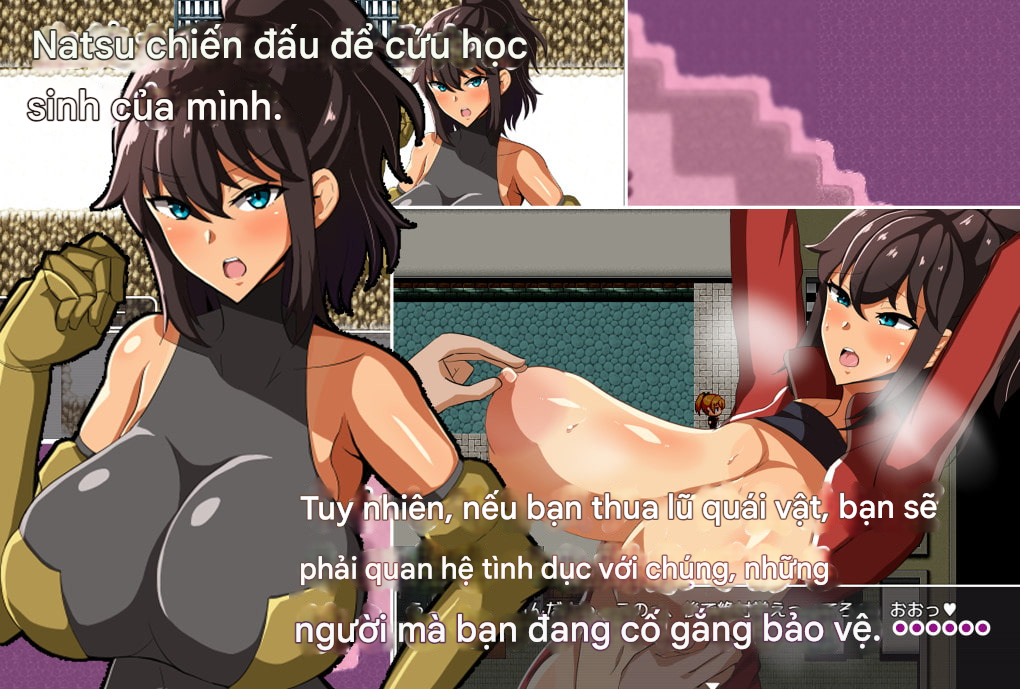 Natsu chiến đấu để cứu học
sinh của mình.
Tuy nhiên, nếu bạn thua lũ quái vật, bạn sẽ
phải quan hệ tình dục với chúng, những
おおっ♥
người mà bạn đang cố gắng bảo vệ.